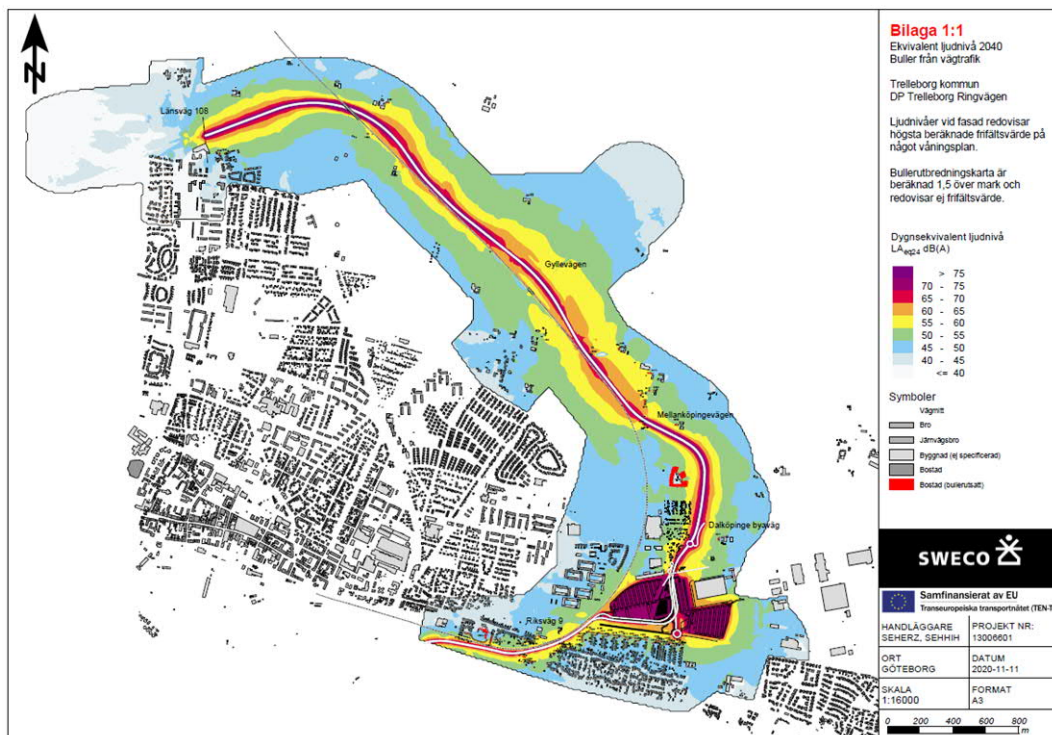 N
Länsväg 108
Gyllevägen
Mellanköpingevägen
Dalköpinge byaväg
Riksväg 9
Bilaga 1:1
Ekvivalent ljudnivå 2040
Buller från vägtrafik
Trelleborg kommun
DP Trelleborg Ringvägen
Ljudnivåer vid fasad redovisar
högsta beräknade frifältsvärde på
något våningsplan.
Bullerutbredningskarta är
beräknad 1,5 över mark och
redovisar ej frifältsvärde.
Dygnsekvivalent ljudnivå
LAeq24 dB(A)
> 75
70 - 75
65 - 70
60 - 65
55 - 60
50 - 55
45 - 50
40 - 45
<= 40
Symboler
Vägmitt
Bro
Järnvägsbro
Byggnad (ej specificerad)
Bostad
Bostad (bullerutsatt)
SWECO
Samfinansierat av EU
Transeuropeiska transportnätet (TEN-T
HANDLÄGGARE
SEHERZ, SEHHIH
PROJEKT NR:
13006601
ORT
GÖTEBORG
DATUM
2020-11-11
SKALA
1:16000
FORMAT
A3
0 200 400 600 800
m